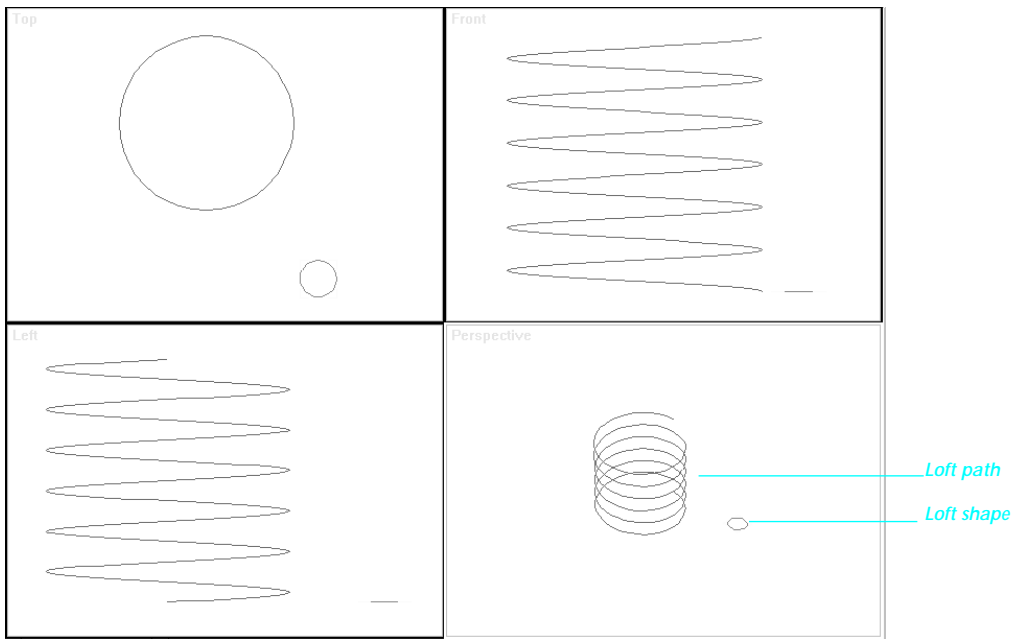 Top
Front
Left
Perspective
Loft path
Loft shape